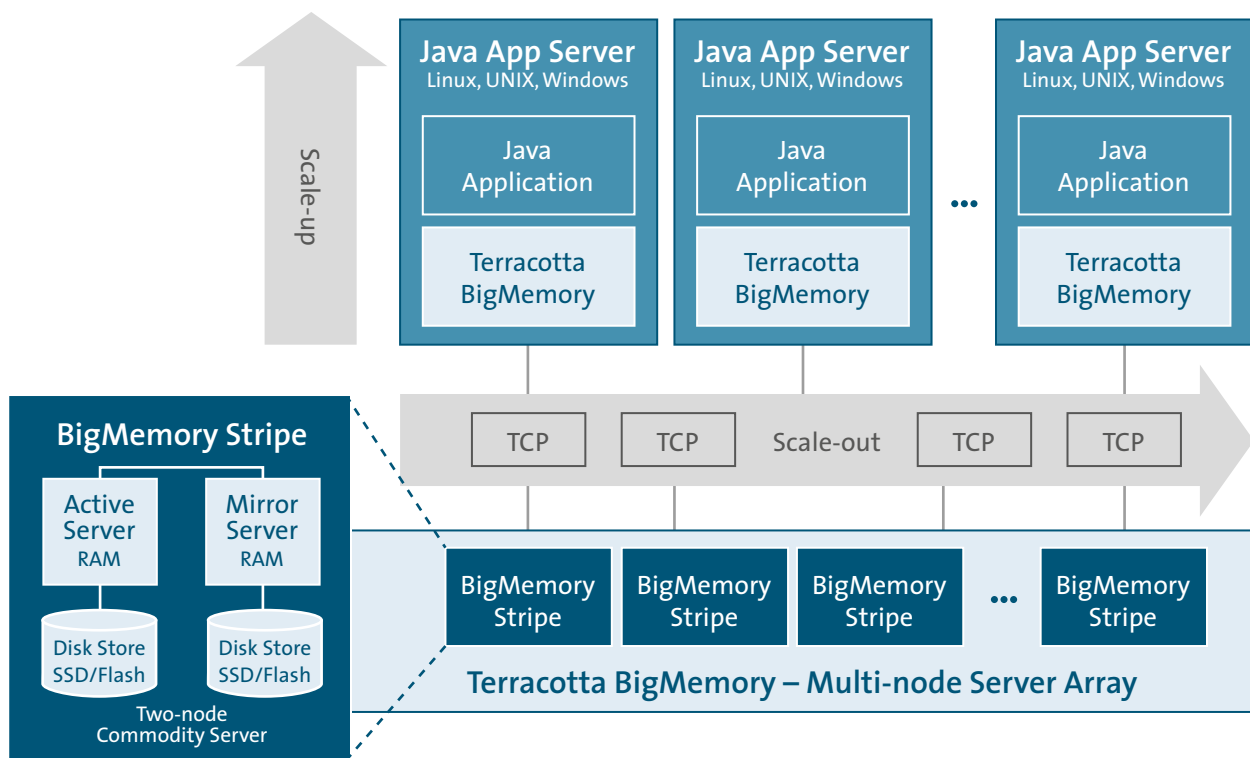 Scale-up
Java App Server
Linux, UNIX, Windows
Java
Application
Terracotta
BigMemory
Java App Server
Linux, UNIX, Windows
Java
Application
Terracotta
BigMemory
...
Java App Server
Linux, UNIX, Windows
Java
Application
Terracotta
BigMemory
TCP
TCP
Scale-out
TCP
TCP
BigMemory Stripe
Active
Server
RAM
Mirror
Server
RAM
Disk Store
SSD/Flash
Disk Store
SSD/Flash
Two-node
Commodity Server
BigMemory
Stripe
BigMemory
Stripe
BigMemory
Stripe
...
BigMemory
Stripe
Terracotta BigMemory – Multi-node Server Array